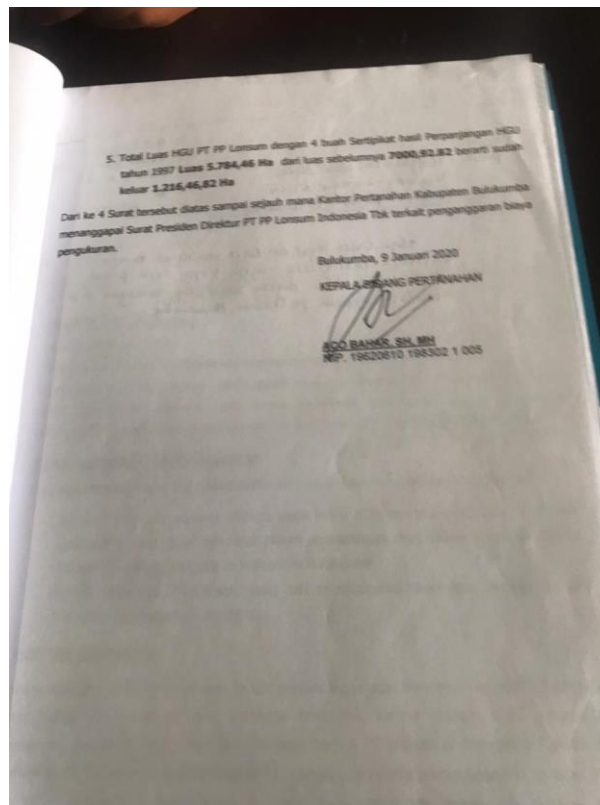 5. Total Luas HGU PT PP Lonsum dengan 4 buah Sertipikat hasil Perpanjangan HGU
tahun 1997 Luas 5.784,46 Ha dari luas sebelumnya 7000,92.82 berarti sudah
keluar 1.216,46,82 Ha
Dari ke 4 Surat tersebut diatas sampai sejauh mana Kantor Pertanahan Kabupaten Bulukumba
menanggapai Surat Presiden Direktur PT PP Lonsum Indonesia Tbk terkait penganggaran biaya
pengukuran.
Bulukumba, 9 Januari 2020
KEPALA BIDANG PERTANAHAN
BAHAR, SH, MH
NIP. 19620610 198302 1 005